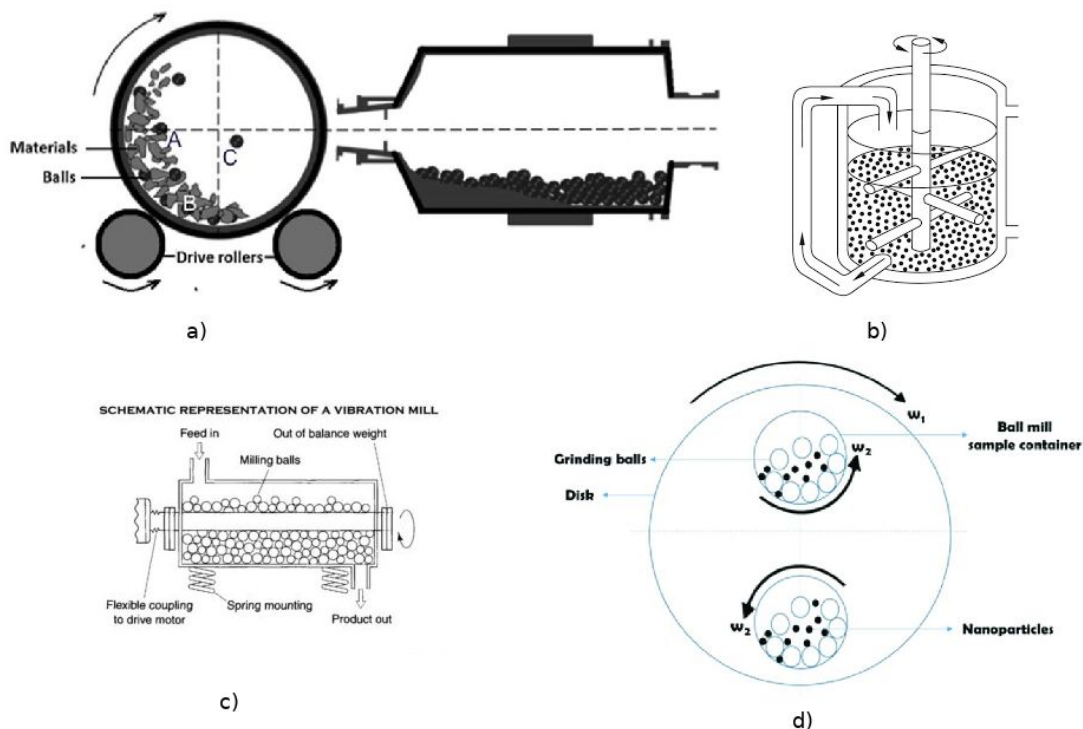 A
C
Materials
Balls
B
Drive rollers
a)
b)
SCHEMATIC REPRESENTATION OF A VIBRATION MILL
Feed in
Out of balance weight
Milling balls
Flexible coupling
to drive motor
Spring mounting
Product out
c)
w1
Ball mill
sample container
w2
Grinding balls
Disk
w2
Nanoparticles
d)